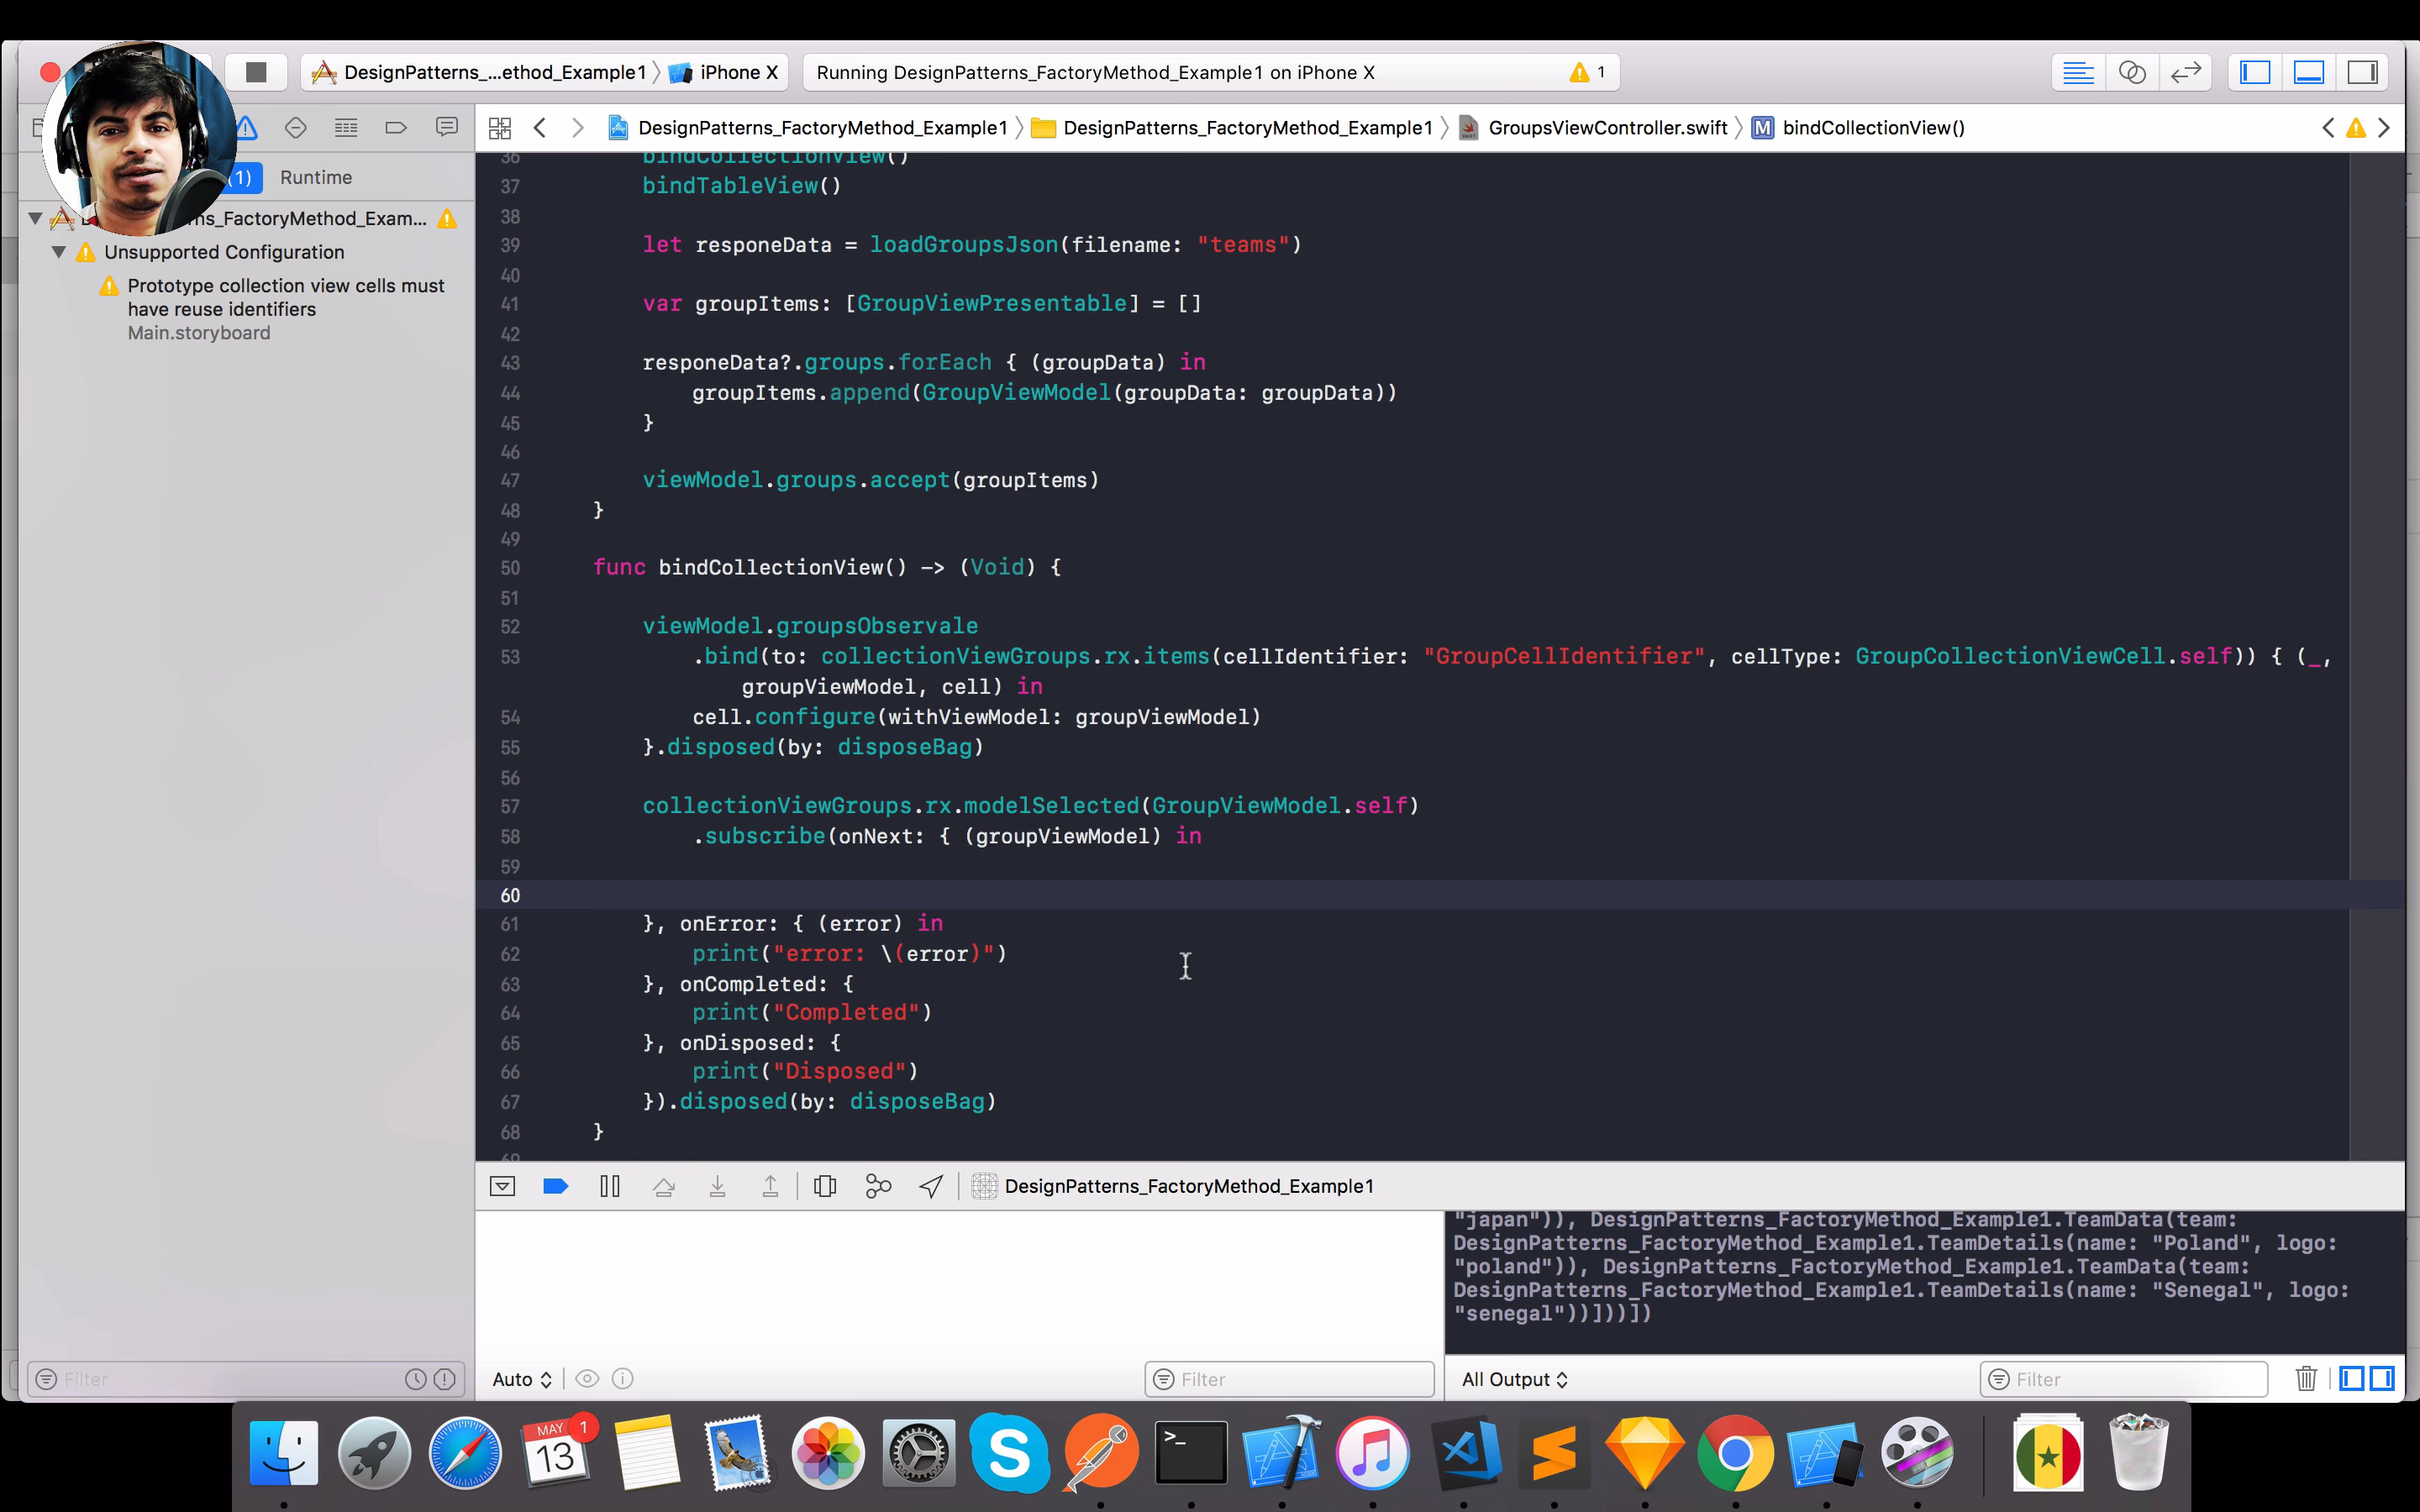 DesignPatterns_...ethod_Example1 〉 iPhone X
Running DesignPatterns_FactoryMethod_Example1 on iPhone X
1
DesignPatterns_FactoryMethod_Example1 〉 DesignPatterns_FactoryMethod_Example1 〉 GroupsViewController.swift 〉 M bindCollectionView()
(1) Runtime
ns_FactoryMethod_Exam...
Unsupported Configuration
Prototype collection view cells must
have reuse identifiers
Main.storyboard
36 bindCollectionView()
37 bindTableView()
38
39 let responeData = loadGroupsJson(filename: "teams")
40
41 var groupItems: [GroupViewPresentable] = []
42
43 responeData?.groups.forEach { (groupData) in
44 groupItems.append(GroupViewModel(groupData: groupData))
45 }
46
47 viewModel.groups.accept(groupItems)
48 }
49
50 func bindCollectionView() -> (Void) {
51
52 viewModel.groupsObservale
53 .bind(to: collectionViewGroups.rx.items(cellIdentifier: "GroupCellIdentifier", cellType: GroupCollectionViewCell.self)) { (_,
groupViewModel, cell) in
54 cell.configure(withViewModel: groupViewModel)
55 }.disposed(by: disposeBag)
56
57 collectionViewGroups.rx.modelSelected(GroupViewModel.self)
58 .subscribe(onNext: { (groupViewModel) in
59
60
61 }, onError: { (error) in
62 print("error: \(error)")
63 }, onCompleted: {
64 print("Completed")
65 }, onDisposed: {
66 print("Disposed")
67 }).disposed(by: disposeBag)
68 }
69
DesignPatterns_FactoryMethod_Example1
"japan")), DesignPatterns_FactoryMethod_Example1.TeamData(team:
DesignPatterns_FactoryMethod_Example1.TeamDetails(name: "Poland", logo:
"poland")), DesignPatterns_FactoryMethod_Example1.TeamData(team:
DesignPatterns_FactoryMethod_Example1.TeamDetails(name: "Senegal", logo:
"senegal"))]))])
Filter
Auto
Filter
All Output
Filter
MAY
13
1
S
>_